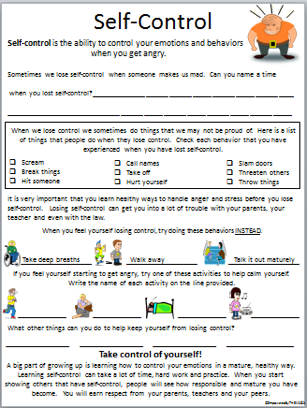 Self-Control
Self-control is the ability to control your emotions and behaviors
when you get angry.
Sometimes we lose self-control when someone makes us mad. Can you name a time
when you lost self-control?
When we lose control we sometimes do things that we may not be proud of. Here is a list
of things that people do when they lose control. Check each behavior that you have
experienced when you have lost self-control.
Scream Call names Slam doors
Break things Take off Threaten others
Hit someone Hurt yourself Throw things
It is very important that you learn healthy ways to handle anger and stress before you lose
self-control. Losing self-control can get you into a lot of trouble with your parents, your
teacher and even with the law.
When you feel yourself losing control, try doing these behaviors INSTEAD.
Take deep breaths Walk away Talk it out maturely
If you feel yourself starting to get angry, try one of these activities to help calm yourself.
Write the name of each activity on the line provided.
What other things can you do to help keep yourself from losing control?
Take control of yourself!
A big part of growing up is learning how to control your emotions in a mature, healthy way.
Learning self-control can take a lot of time, hard work and practice. When you start
showing others that have self-control, people will see how responsible and mature you
have become. You will earn respect from your parents, teachers and your peers.